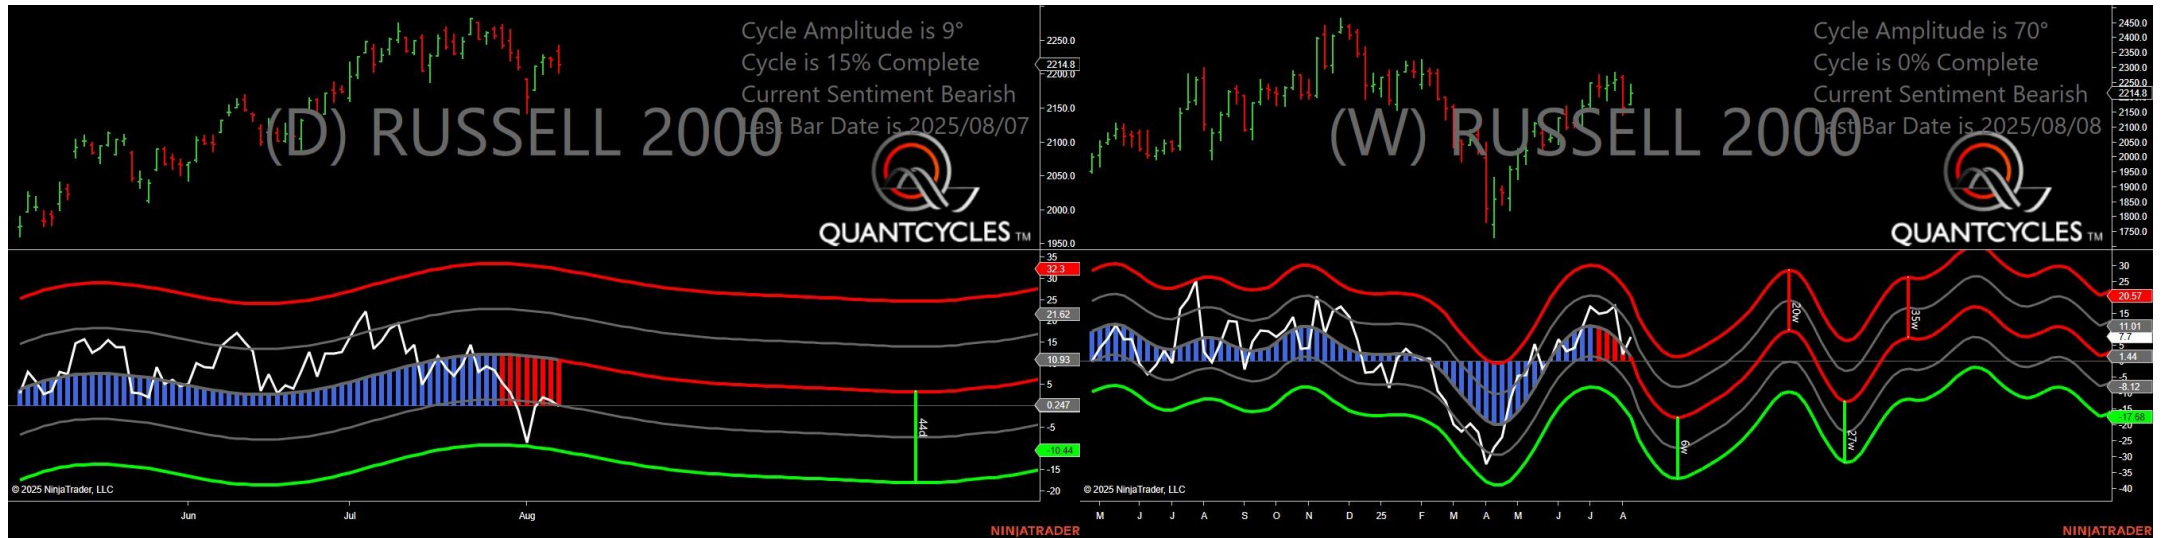 Cycle Amplitude is 9°
Cycle is 15% Complete
Current Sentiment Bearish
Last Bar Date is 2025/08/07
(D) RUSSELL 2000
QUANTCYCLES TM
2250.0
2214.8
2200.0
2150.0
2100.0
2050.0
2000.0
1950.0
35
32.3
30
25
21.62
15
10.93
5
0.247
-5
-10.44
-15
-20
44d
© 2025 NinjaTrader, LLC
Jun
Jul
Aug
NINJATRADER
Cycle Amplitude is 70°
Cycle is 0% Complete
Current Sentiment Bearish
Last Bar Date is 2025/08/08
(W) RUSSELL 2000
QUANTCYCLES TM
2450.0
2400.0
2350.0
2300.0
2250.0
2214.8
2150.0
2100.0
2050.0
2000.0
1950.0
1900.0
1850.0
1800.0
1750.0
30
20.57
15
11.01
7.7
5
1.44
-5
-8.12
-17.68
-25
-30
-35
-40
20w
35w
6w
27w
© 2025 NinjaTrader, LLC
M
J
J
A
S
O
N
D
25
F
M
A
M
J
J
A
NINJATRADER